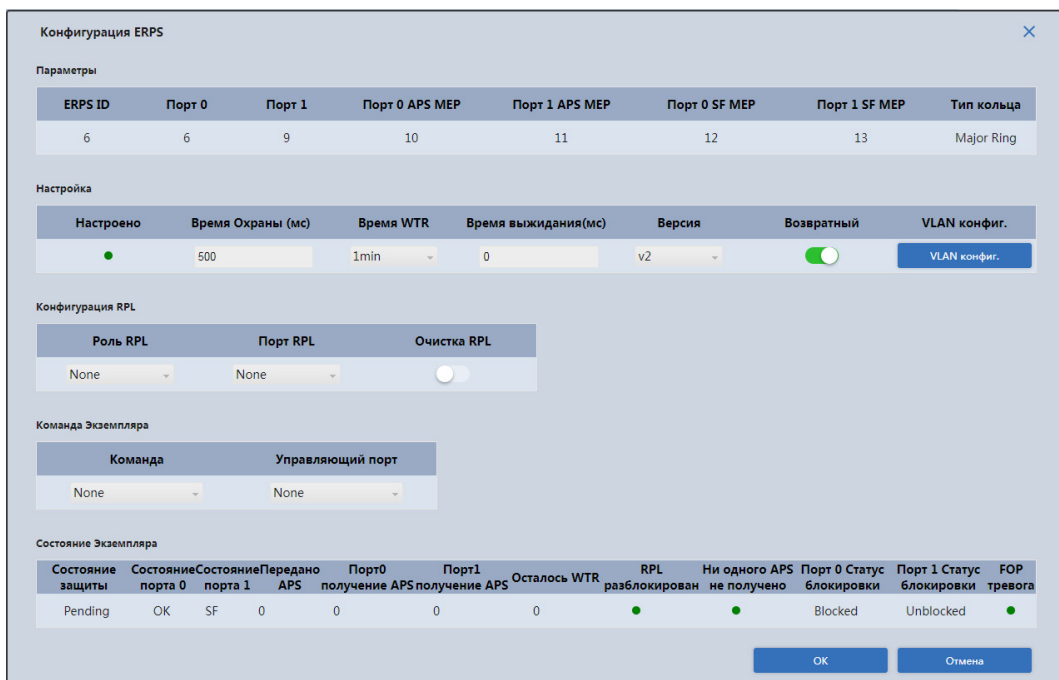 Конфигурация ERPS
Параметры
ERPS ID Порт 0 Порт 1 Порт 0 APS MEP Порт 1 APS MEP Порт 0 SF MEP Порт 1 SF MEP Тип кольца
6 6 9 10 11 12 13 Major Ring
Настройка
Настроено Время Охраны (мс) Время WTR Время выжидания(мс) Версия Возвратный VLAN конфиг.
500 1min 0 v2 VLAN конфиг.
Конфигурация RPL
Роль RPL Порт RPL Очистка RPL
None None
Команда Экземпляра
Команда Управляющий порт
None None
Состояние Экземпляра
Состояние СостояниеСостояниеПередано Порт0 Порт1 Осталось WTR RPL Ни одного APS Порт 0 Статус Порт 1 Статус FOP
защиты порта 0 порта 1 APS получение APS получение APS разблокирован не получено блокировки блокировки тревога
Pending OK SF 0 0 0 0 Blocked Unblocked
OK Отмена